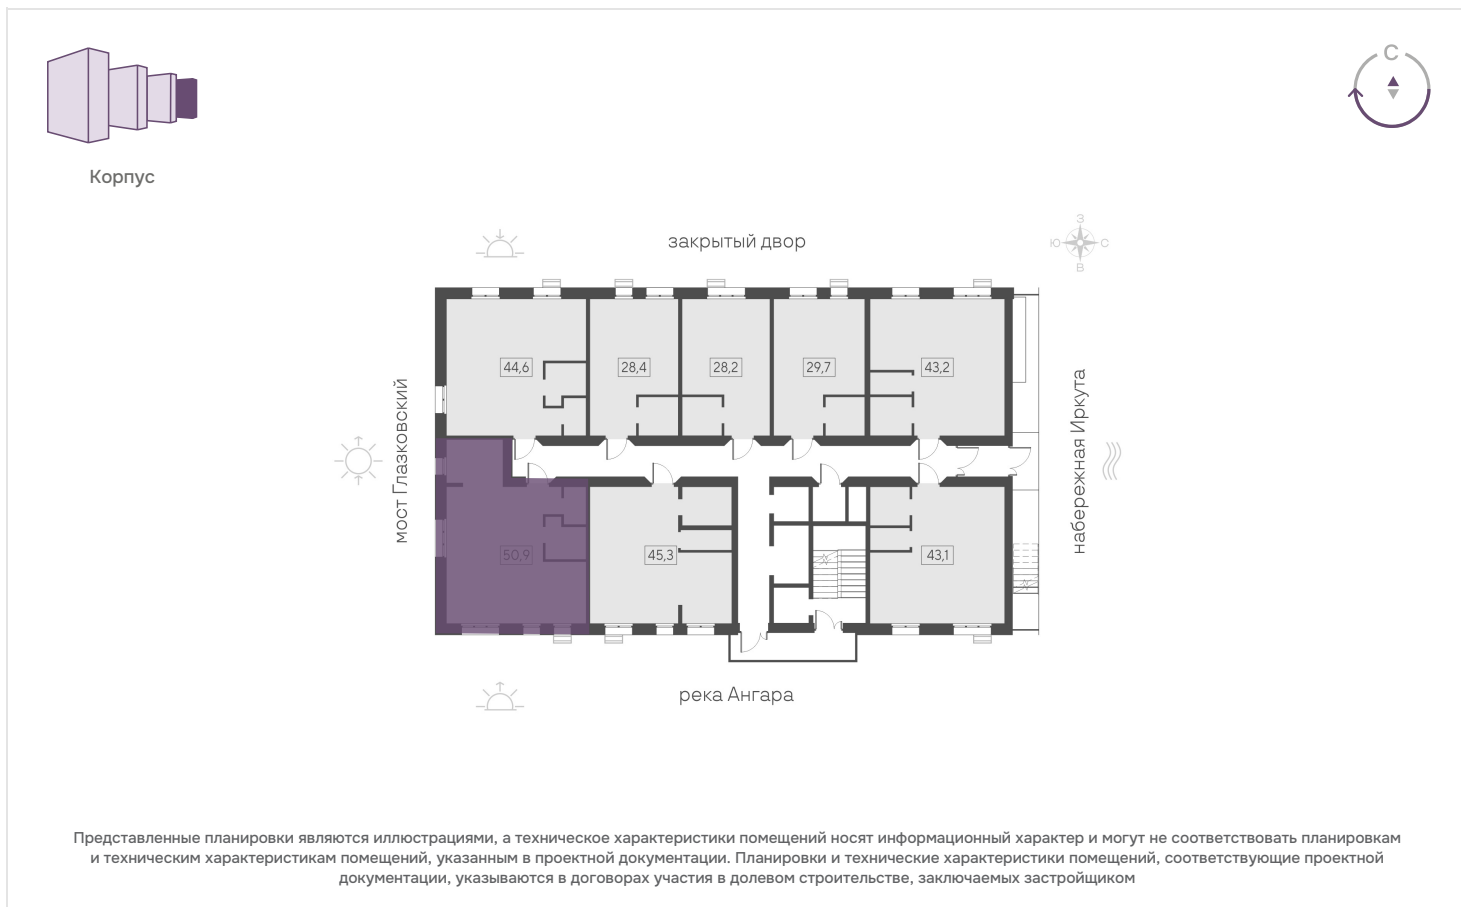 С
Корпус
закрытый двор
З
Ю
С
В
44,6
28,4
28,2
29,7
43,2
мост Глазковский
набережная Иркута
50,9
45,3
43,1
река Ангара
Представленные планировки являются иллюстрациями, а техническое характеристики помещений носят информационный характер и могут не соответствовать планировкам
и техническим характеристикам помещений, указанным в проектной документации. Планировки и технические характеристики помещений, соответствующие проектной
документации, указываются в договорах участия в долевом строительстве, заключаемых застройщиком